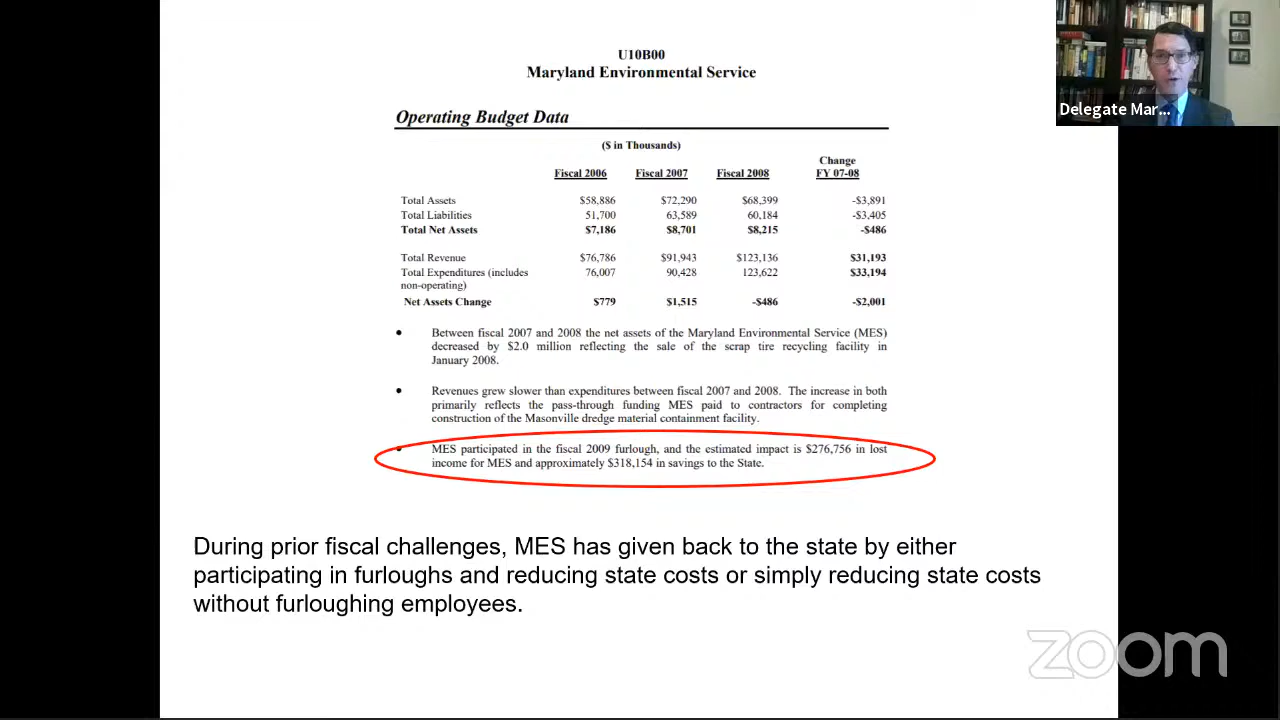 U10B00
Maryland Environmental Service
Operating Budget Data
($ in Thousands)
Fiscal 2006 Fiscal 2007 Fiscal 2008 Change FY 07-08
Total Assets $58,886 $72,290 $68,399 -$3,891
Total Liabilities 51,700 63,589 60,184 -$3,405
Total Net Assets $7,186 $8,701 $8,215 -$486
Total Revenue $76,786 $91,943 $123,136 $31,193
Total Expenditures (includes 76,007 90,428 123,622 $33,194
non-operating)
Net Assets Change $779 $1,515 -$486 -$2,001
• Between fiscal 2007 and 2008 the net assets of the Maryland Environmental Service (MES)
decreased by $2.0 million reflecting the sale of the scrap tire recycling facility in
January 2008.
• Revenues grew slower than expenditures between fiscal 2007 and 2008. The increase in both
primarily reflects the pass-through funding MES paid to contractors for completing
construction of the Masonville dredge material containment facility.
• MES participated in the fiscal 2009 furlough, and the estimated impact is $276,756 in lost
income for MES and approximately $318,154 in savings to the State.
During prior fiscal challenges, MES has given back to the state by either
participating in furloughs and reducing state costs or simply reducing state costs
without furloughing employees.
Delegate Mar...
zoom